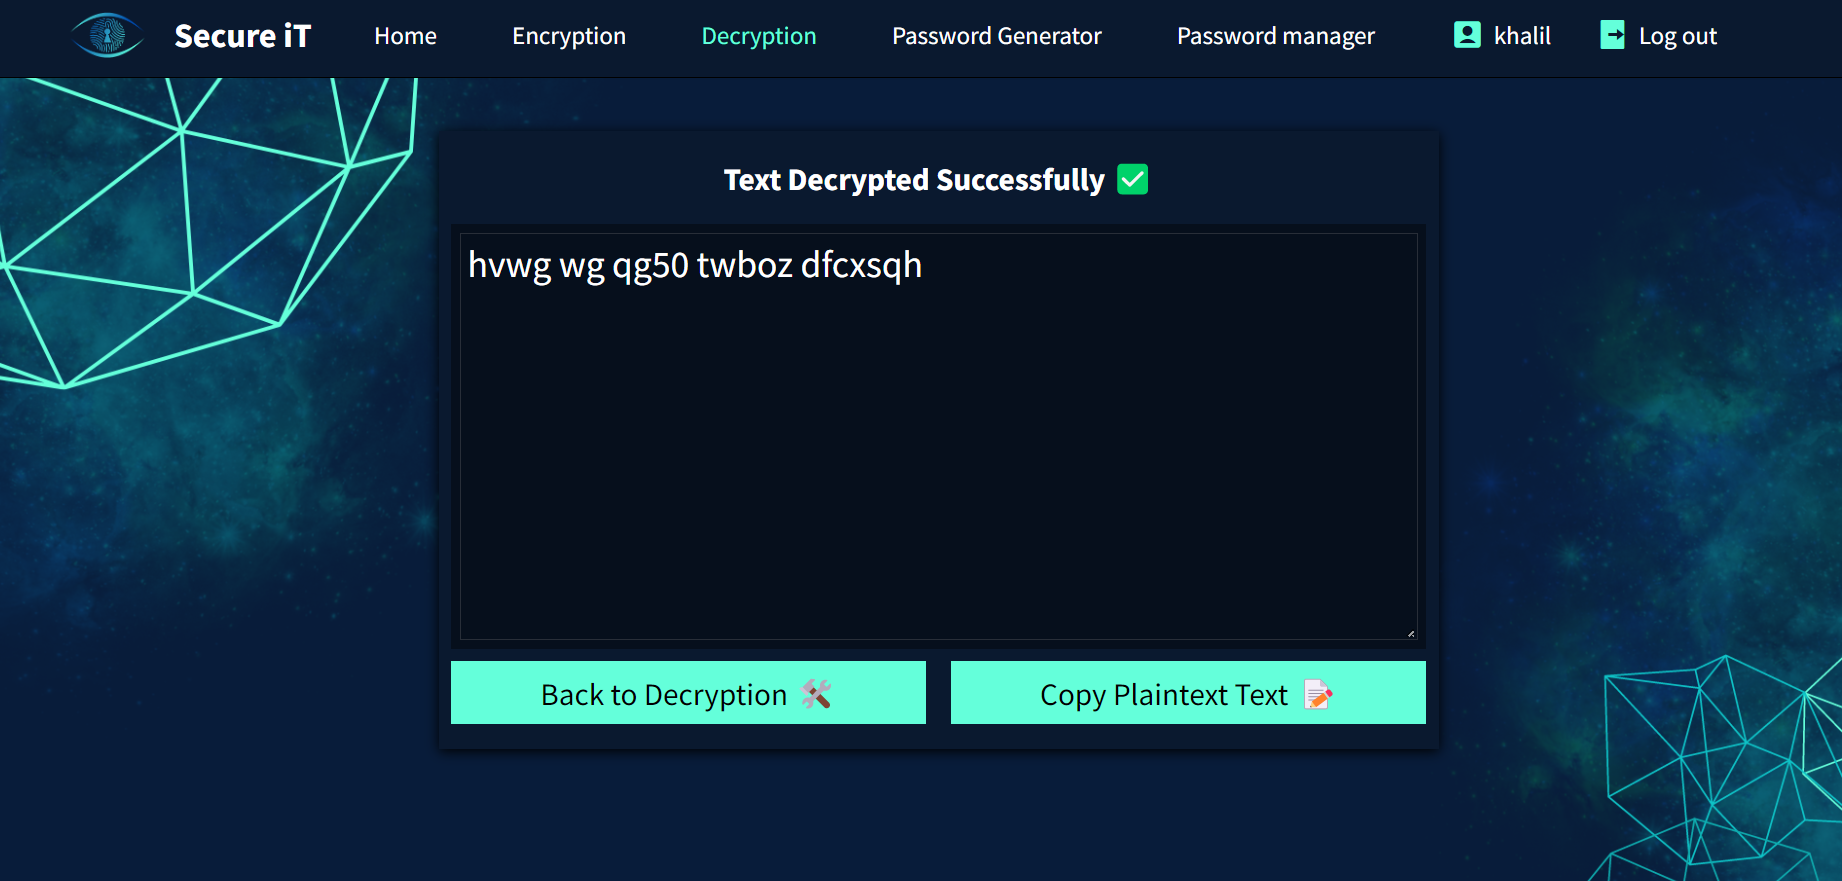 Secure iT Home Encryption Decryption Password Generator Password manager khalil Log out
Text Decrypted Successfully
hvwg wg qg50 twboz dfcxsqh
Back to Decryption Copy Plaintext Text